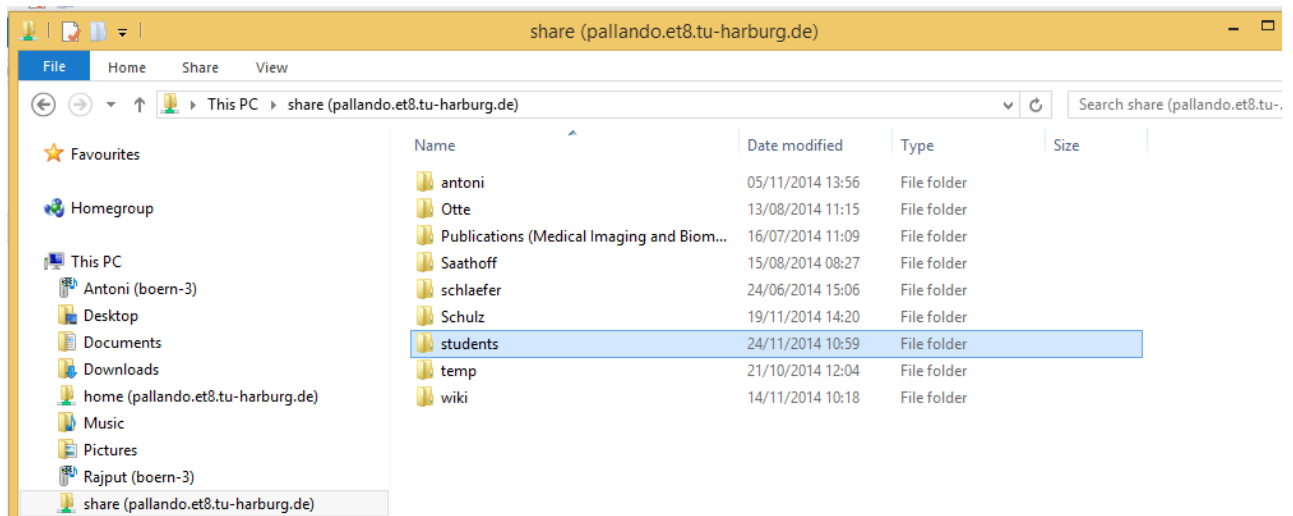 share (pallando.et8.tu-harburg.de)
File Home Share View
This PC share (pallando.et8.tu-harburg.de)
Search share (pallando.et8.tu-.
Favourites
Homegroup
This PC
Antoni (boern-3)
Desktop
Documents
Downloads
home (pallando.et8.tu-harburg.de)
Music
Pictures
Rajput (boern-3)
share (pallando.et8.tu-harburg.de)
Name Date modified Type Size
antoni 05/11/2014 13:56 File folder
Otte 13/08/2014 11:15 File folder
Publications (Medical Imaging and Biom... 16/07/2014 11:09 File folder
Saathoff 15/08/2014 08:27 File folder
schlaefer 24/06/2014 15:06 File folder
Schulz 19/11/2014 14:20 File folder
students 24/11/2014 10:59 File folder
temp 21/10/2014 12:04 File folder
wiki 14/11/2014 10:18 File folder